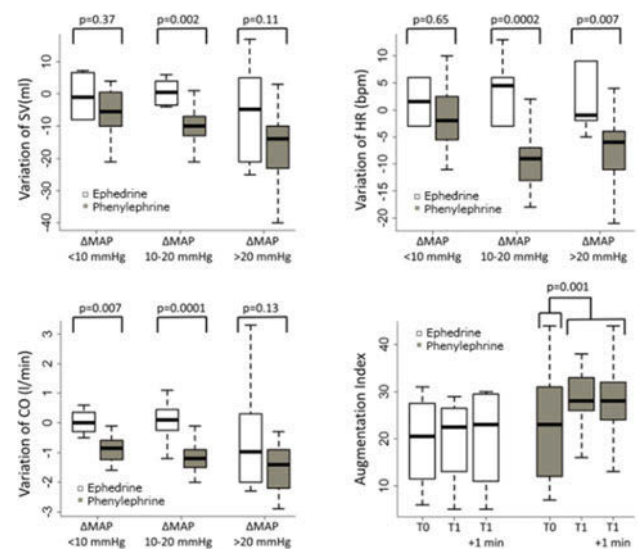 p=0.37 p=0.002 p=0.11
Variation of SV(ml)
10
0
-10
-20
-30
-40
Ephedrine
Phenylephrine
ΔMAP ΔMAP ΔMAP
<10 mmHg 10-20 mmHg >20 mmHg
p=0.65 p=0.0002 p=0.007
Variation of HR (bpm)
10
5
0
-5
-10
-15
-20
Ephedrine
Phenylephrine
ΔMAP ΔMAP ΔMAP
<10 mmHg 10-20 mmHg >20 mmHg
p=0.007 p=0.0001 p=0.13
Variation of CO (l/min)
3
2
1
0
-1
-2
-3
Ephedrine
Phenylephrine
ΔMAP ΔMAP ΔMAP
<10 mmHg 10-20 mmHg >20 mmHg
p=0.001
Augmentation Index
40
30
20
10
Ephedrine
Phenylephrine
T0 T1 T1 T0 T1 T1
+1 min +1 min